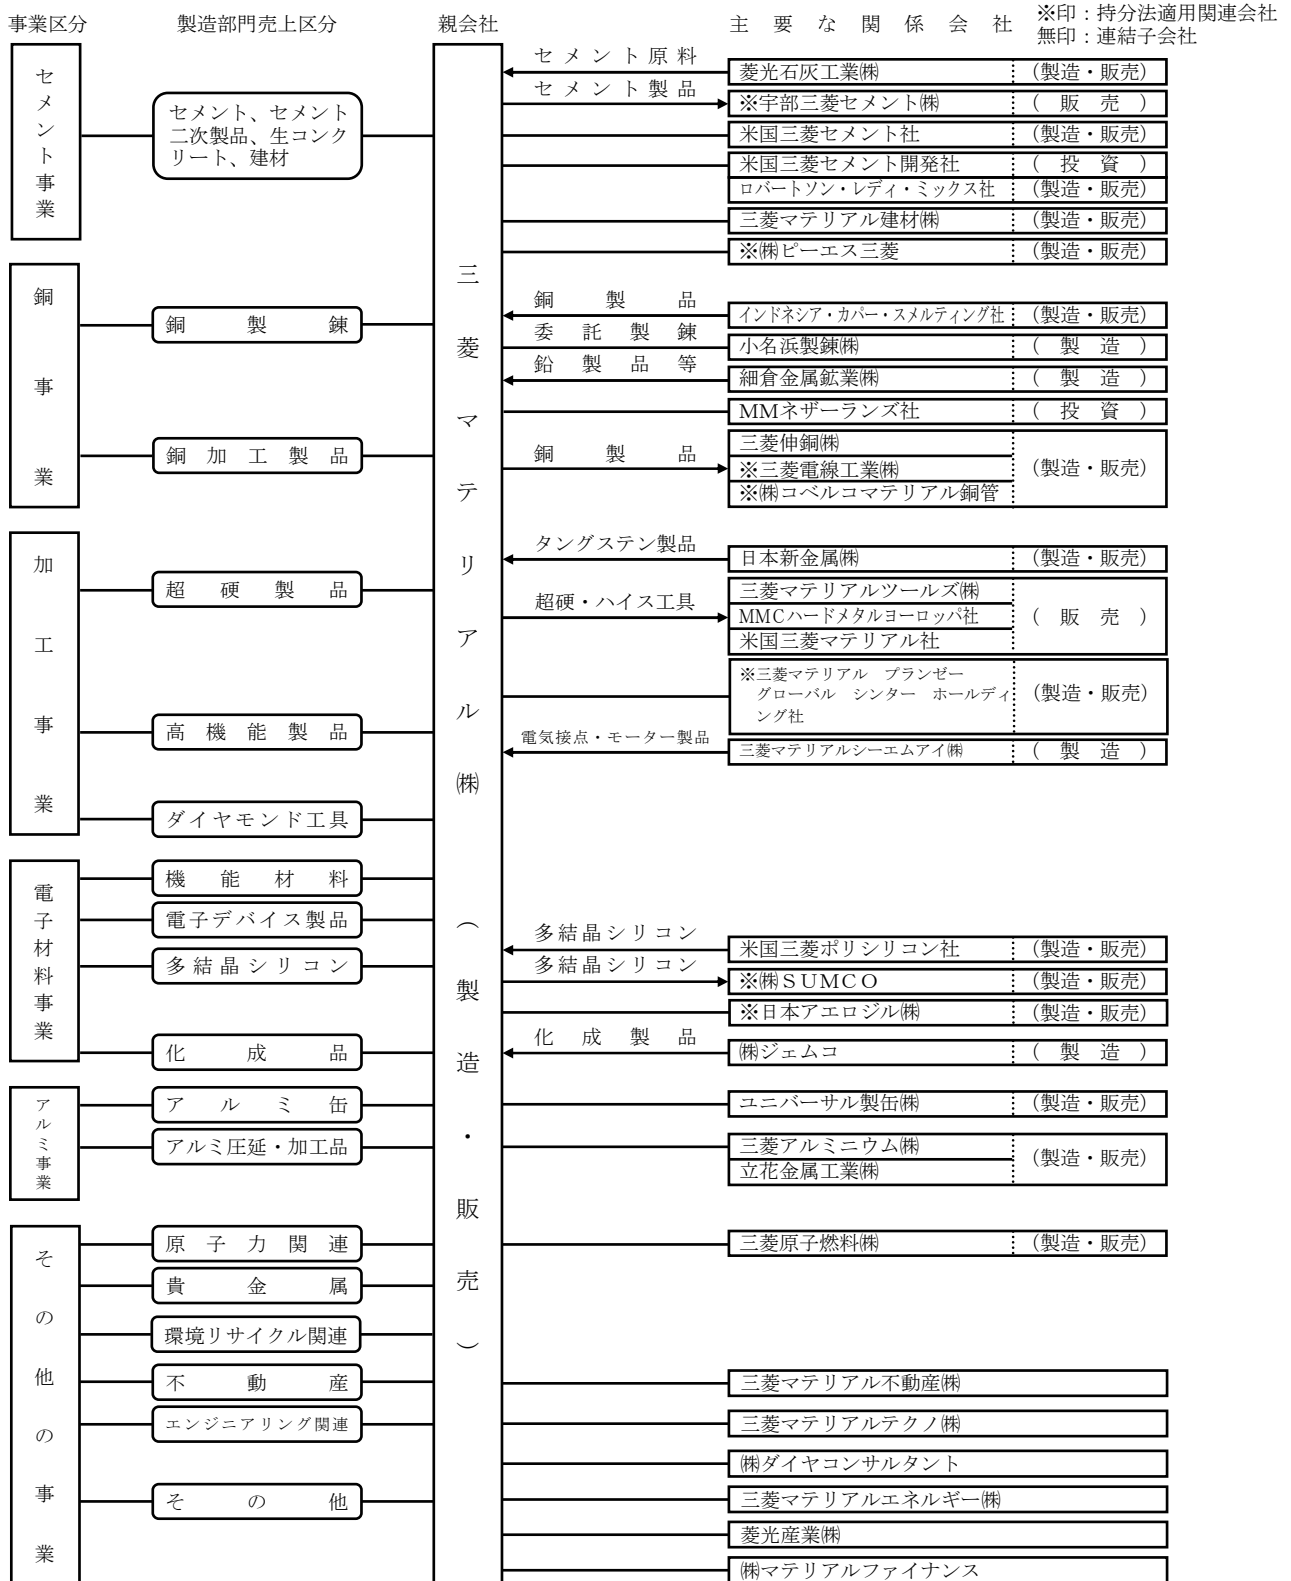 ※印：持分法適用関連会社
無印：連結子会社
事業区分 製造部門売上区分 親会社 主要な関係会社
セメント事業
セメント、セメント
二次製品、生コンク
リート、建材
三菱マテリアル㈱（製造・販売）
セメント原料
菱光石灰工業㈱ (製造・販売)
セメント製品
※宇部三菱セメント㈱ (販売)
米国三菱セメント社 (製造・販売)
米国三菱セメント開発社 (投資)
ロバートソン・レディ・ミックス社 (製造・販売)
三菱マテリアル建材㈱ (製造・販売)
※㈱ピーエス三菱 (製造・販売)
銅事業
銅製錬
銅加工製品
銅製品
インドネシア・カパー・スメルティング社 (製造・販売)
委託製錬
小名浜製錬㈱ (製造)
鉛製品等
細倉金属鉱業㈱ (製造)
MMネザーランズ社 (投資)
銅製品
三菱伸銅㈱
※三菱電線工業㈱ (製造・販売)
※㈱コベルコマテリアル銅管
加工事業
超硬製品
高機能製品
ダイヤモンド工具
タングステン製品
日本新金属㈱ (製造・販売)
超硬・ハイス工具
三菱マテリアルツールズ㈱
MMCハードメタルヨーロッパ社 (販売)
米国三菱マテリアル社
※三菱マテリアル プランゼー
グローバル シンター ホールディ
ング社
(製造・販売)
電気接点・モーター製品
三菱マテリアルシーエムアイ㈱ (製造)
電子材料事業
機能材料
電子デバイス製品
多結晶シリコン
化成品
多結晶シリコン
米国三菱ポリシリコン社 (製造・販売)
多結晶シリコン
※㈱SUMCO (製造・販売)
※日本アエロジル㈱ (製造・販売)
化成製品
㈱ジェムコ (製造)
アルミ事業
アルミ缶
アルミ圧延・加工品
ユニバーサル製缶㈱ (製造・販売)
三菱アルミニウム㈱
立花金属工業㈱
(製造・販売)
その他の事業
原子力関連
貴金属
環境リサイクル関連
不動産
エンジニアリング関連
その他
三菱原子燃料㈱ (製造・販売)
三菱マテリアル不動産㈱
三菱マテリアルテクノ㈱
㈱ダイヤコンサルタント
三菱マテリアルエネルギー㈱
菱光産業㈱
㈱マテリアルファイナンス